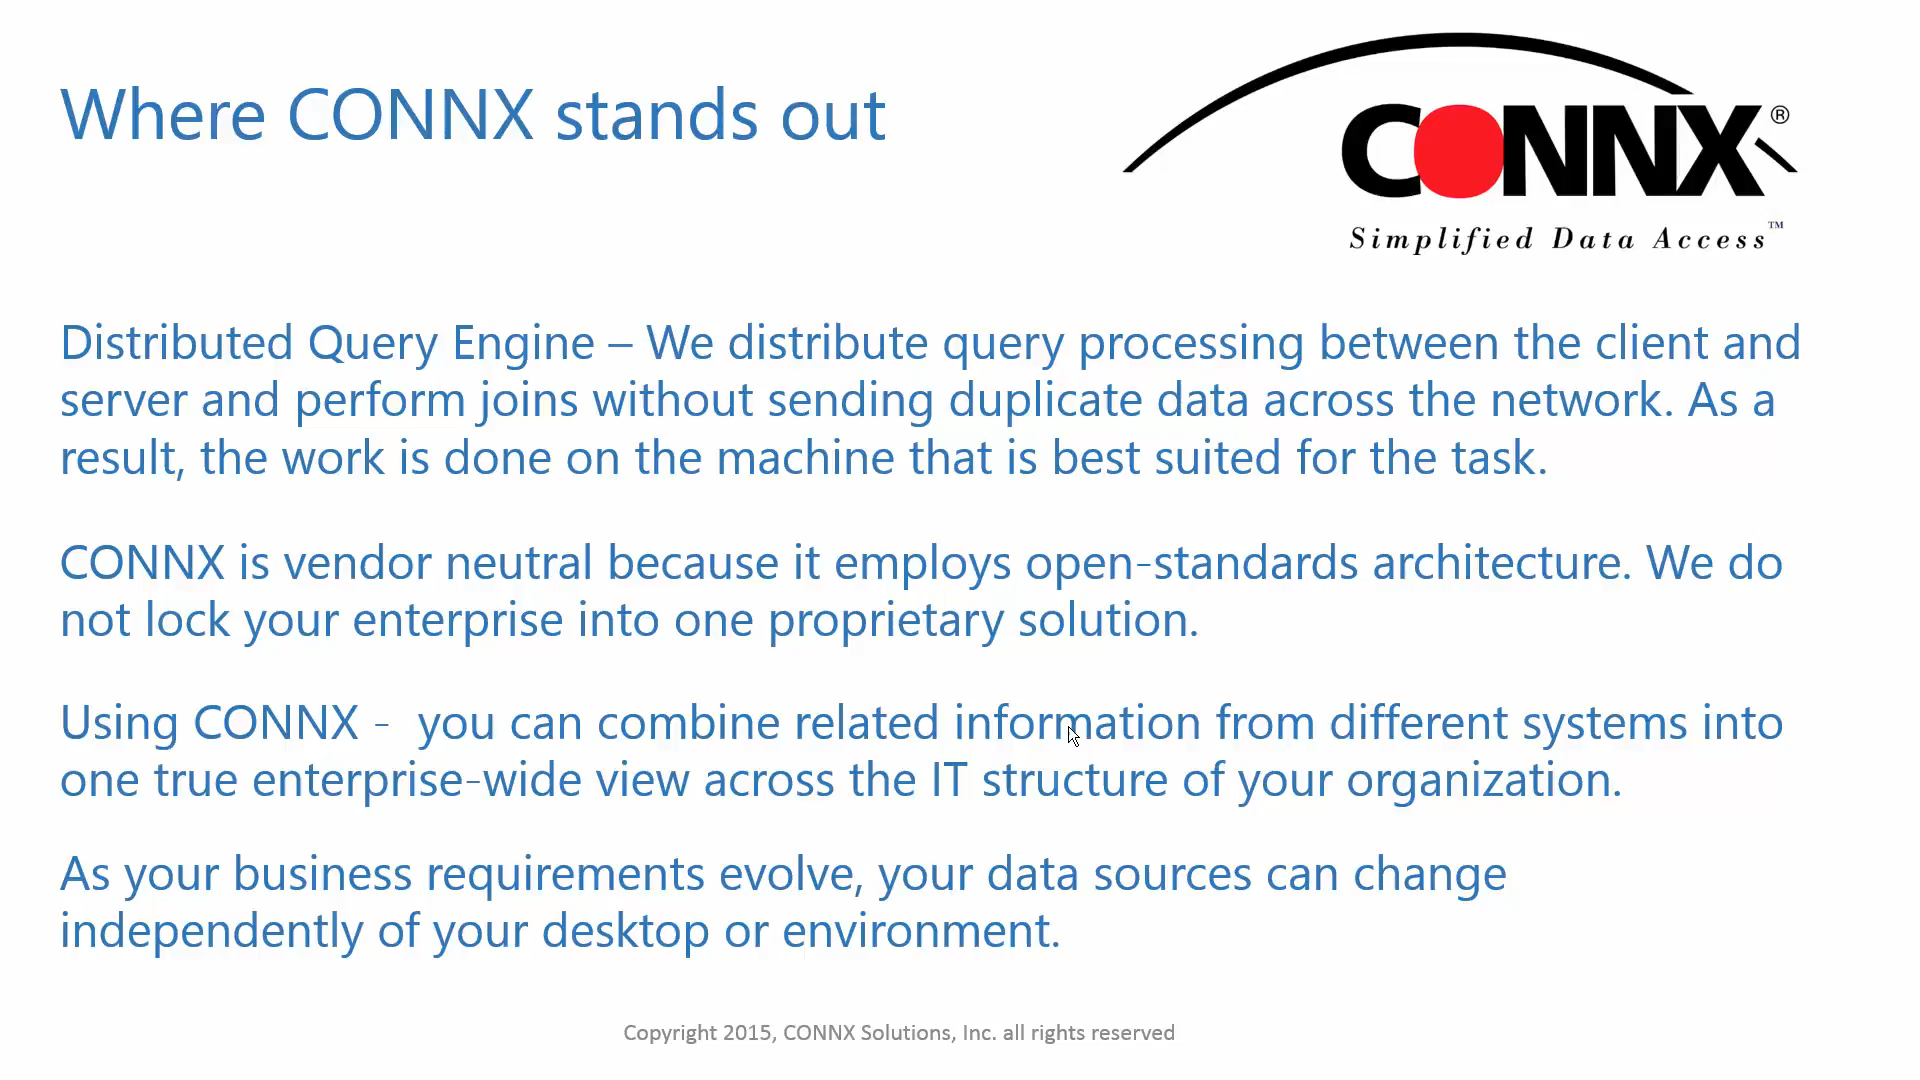 Where CONNX stands out
CONNX®
Simplified Data Access™
Distributed Query Engine – We distribute query processing between the client and
server and perform joins without sending duplicate data across the network. As a
result, the work is done on the machine that is best suited for the task.
CONNX is vendor neutral because it employs open-standards architecture. We do
not lock your enterprise into one proprietary solution.
Using CONNX -  you can combine related information from different systems into
one true enterprise-wide view across the IT structure of your organization.
As your business requirements evolve, your data sources can change
independently of your desktop or environment.
Copyright 2015, CONNX Solutions, Inc. all rights reserved